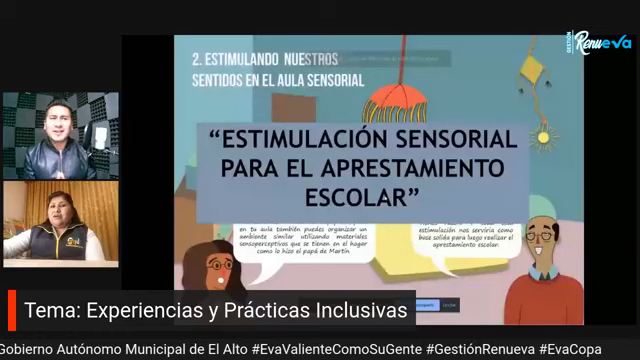 GESTIÓN
Renueva
2. ESTIMULANDO NUESTROS
SENTIDOS EN EL AULA SENSORIAL
“ESTIMULACIÓN SENSORIAL
PARA EL APRESTAMIENTO
ESCOLAR”
en tu aula también puedes organizar un
ambiente similar utilizando materiales
sensoperceptivos que se tienen en el hogar
como lo hizo el papá de Martín
estimulación nos serviría como
base solida para luego realizar el
aprestamiento escolar.
Tema: Experiencias y Prácticas Inclusivas
Gobierno Autónomo Municipal de El Alto #EvaValienteComoSuGente #GestiónRenueva #EvaCopa